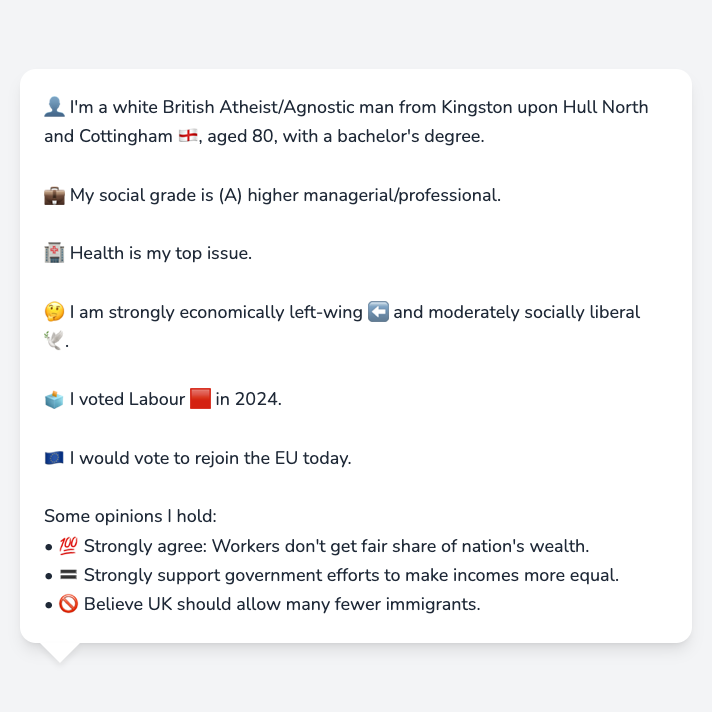 👤 I'm a white British Atheist/Agnostic man from Kingston upon Hull North
and Cottingham 🏴󠁧󠁢󠁥󠁮󠁧󠁿, aged 80, with a bachelor's degree.
💼 My social grade is (A) higher managerial/professional.
🏥 Health is my top issue.
🤔 I am strongly economically left-wing ⬅️ and moderately socially liberal
🕊️.
🗳️ I voted Labour 🟥 in 2024.
🇪🇺 I would vote to rejoin the EU today.
Some opinions I hold:
• 💯 Strongly agree: Workers don't get fair share of nation's wealth.
• 🟰 Strongly support government efforts to make incomes more equal.
• 🚫 Believe UK should allow many fewer immigrants.